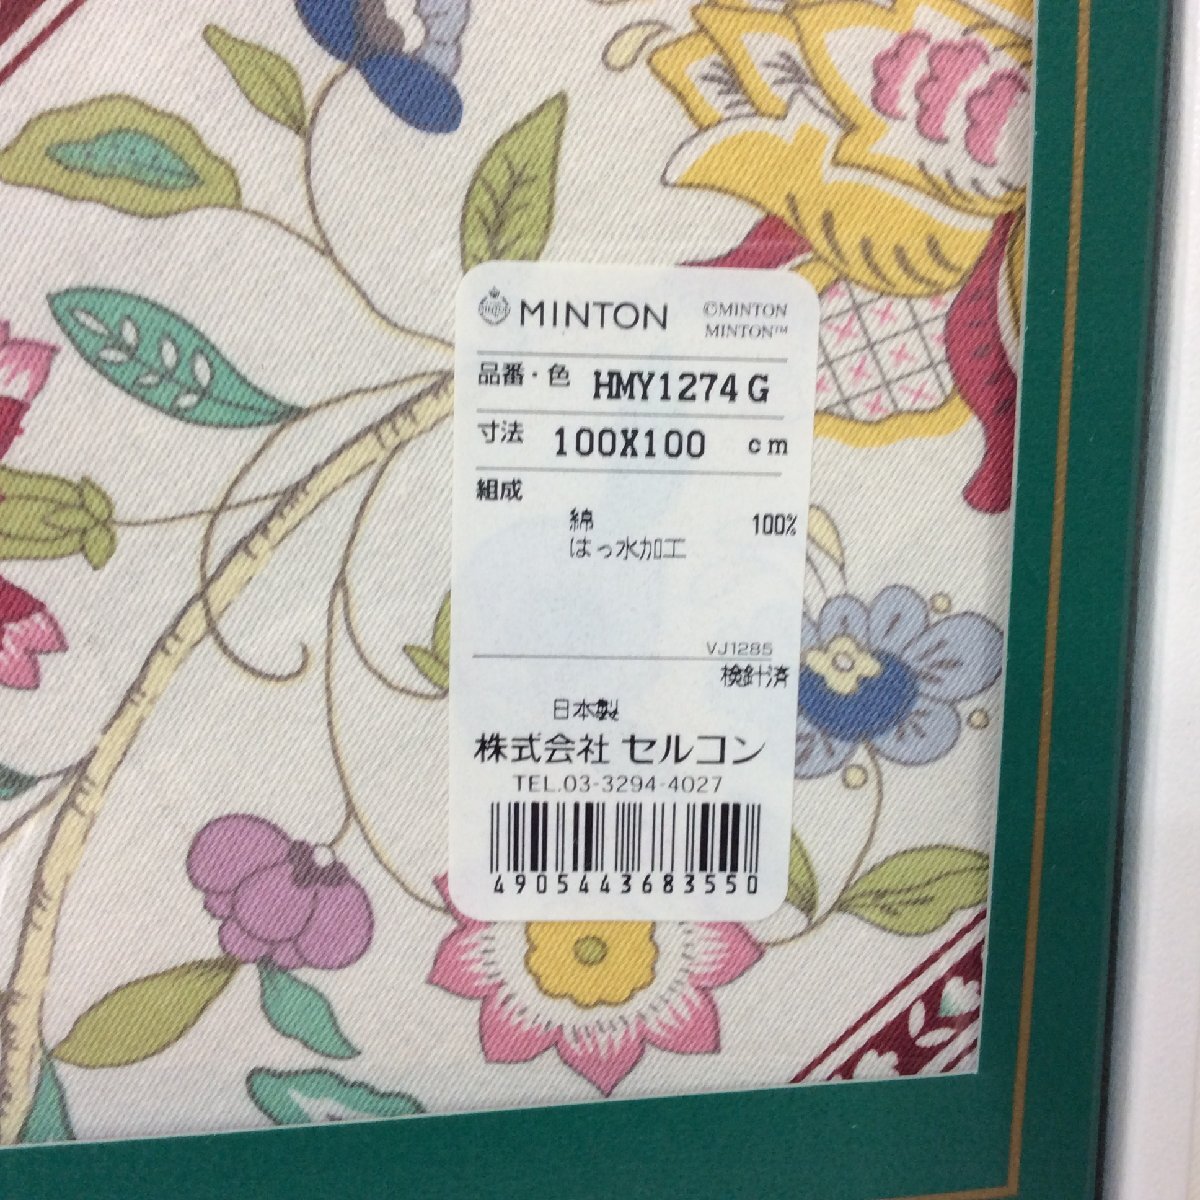 MINTON
©MINTON
MINTON™
品番・色 HMY1274 G
寸法 100X100 cm
組成
綿 100%
はっ水加工
VJ1285
検針済
日本製
株式会社 セルコン
TEL.03-3294-4027
4905443683550